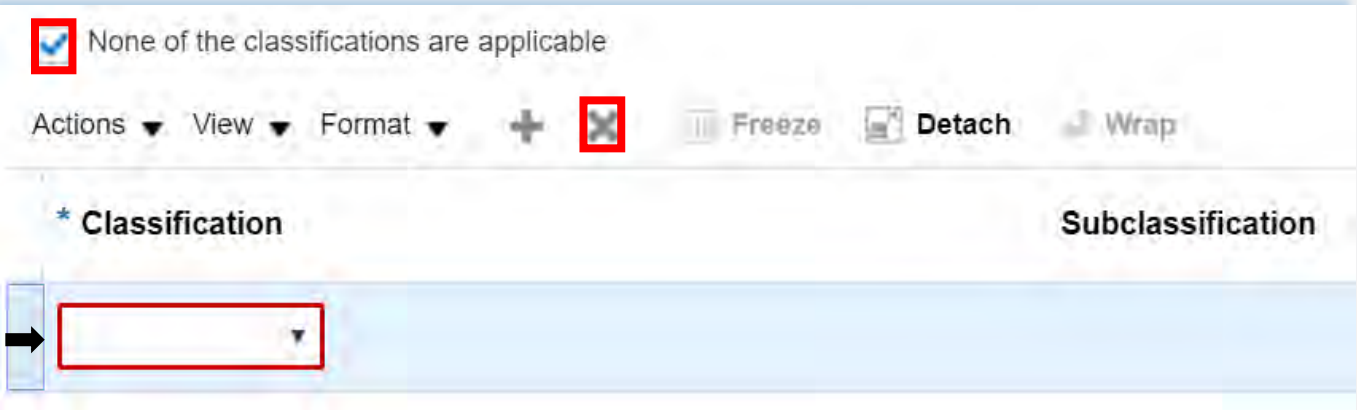 None of the classifications are applicable
Actions View Format Freeze Detach Wrap
* Classification Subclassification